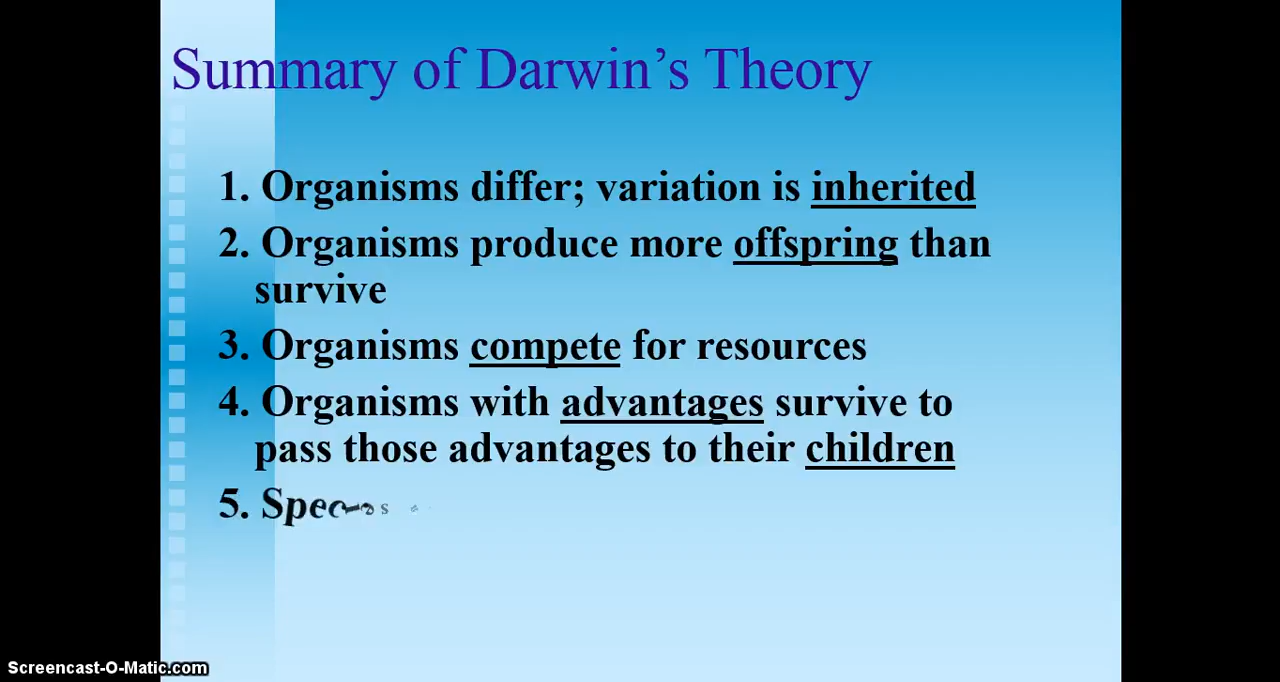 Summary of Darwin's Theory
1. Organisms differ; variation is inherited
2. Organisms produce more offspring than
survive
3. Organisms compete for resources
4. Organisms with advantages survive to
pass those advantages to their children
5.
Screencast-O-Matic.com